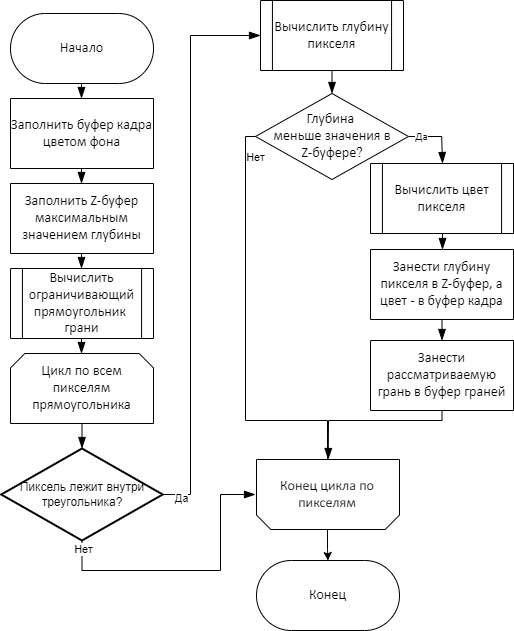 Начало
Заполнить буфер кадра
цветом фона
Заполнить Z-буфер
максимальным
значением глубины
Вычислить
ограничивающий
прямоугольник
грани
Цикл по всем
пикселям
прямоугольника
Пиксель лежит внутри
треугольника?
Да
Нет
Вычислить глубину
пикселя
Глубина
меньше значения в
Z-буфере?
Да
Нет
Вычислить цвет
пикселя
Занести глубину
пикселя в Z-буфер, а
цвет - в буфер кадра
Занести
рассматриваемую
грань в буфер граней
Конец цикла по
пикселям
Конец